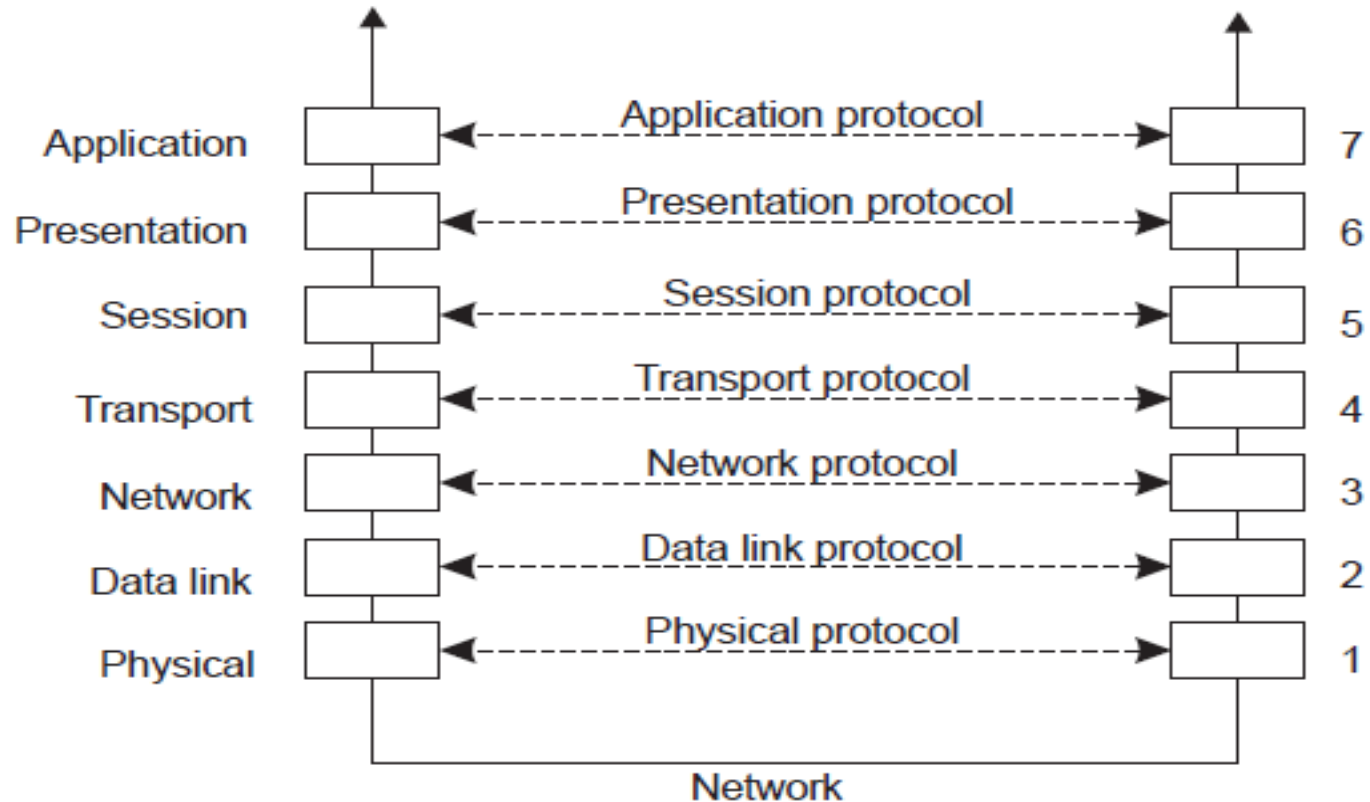 Application protocol
Application
7
Presentation protocol
Presentation
6
Session protocol
Session
5
Transport protocol
Transport
4
Network protocol
Network
3
Data link protocol
Data link
2
Physical protocol
Physical
1
Network